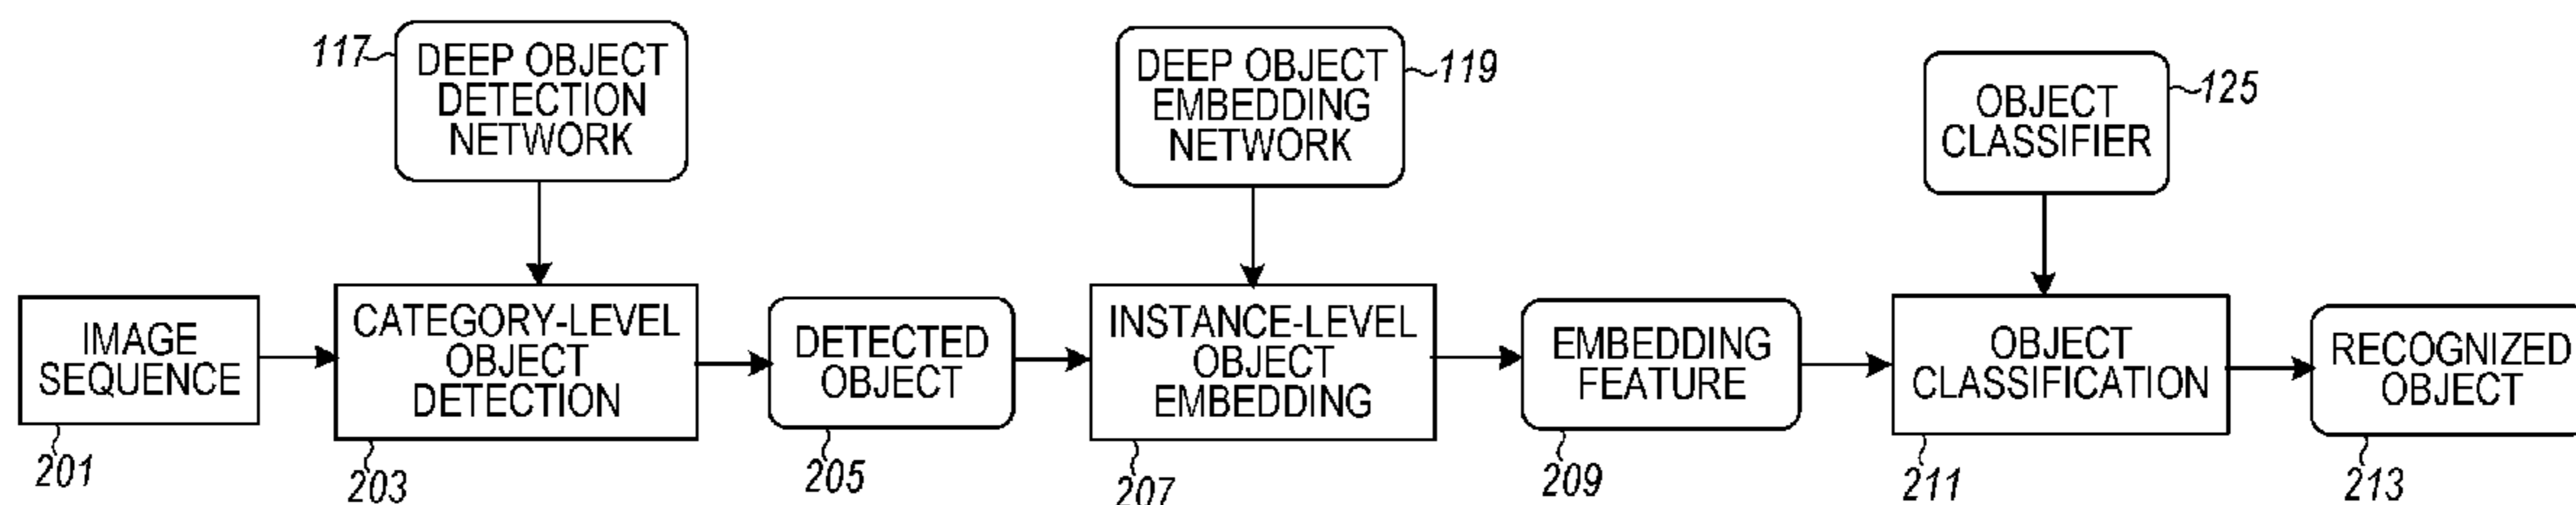 117
DEEP OBJECT
DETECTION
NETWORK
DEEP OBJECT
EMBEDDING
NETWORK
119
OBJECT
CLASSIFIER
125
IMAGE
SEQUENCE
201
CATEGORY-LEVEL
OBJECT
DETECTION
203
DETECTED
OBJECT
205
INSTANCE-LEVEL
OBJECT
EMBEDDING
207
EMBEDDING
FEATURE
209
OBJECT
CLASSIFICATION
211
RECOGNIZED
OBJECT
213